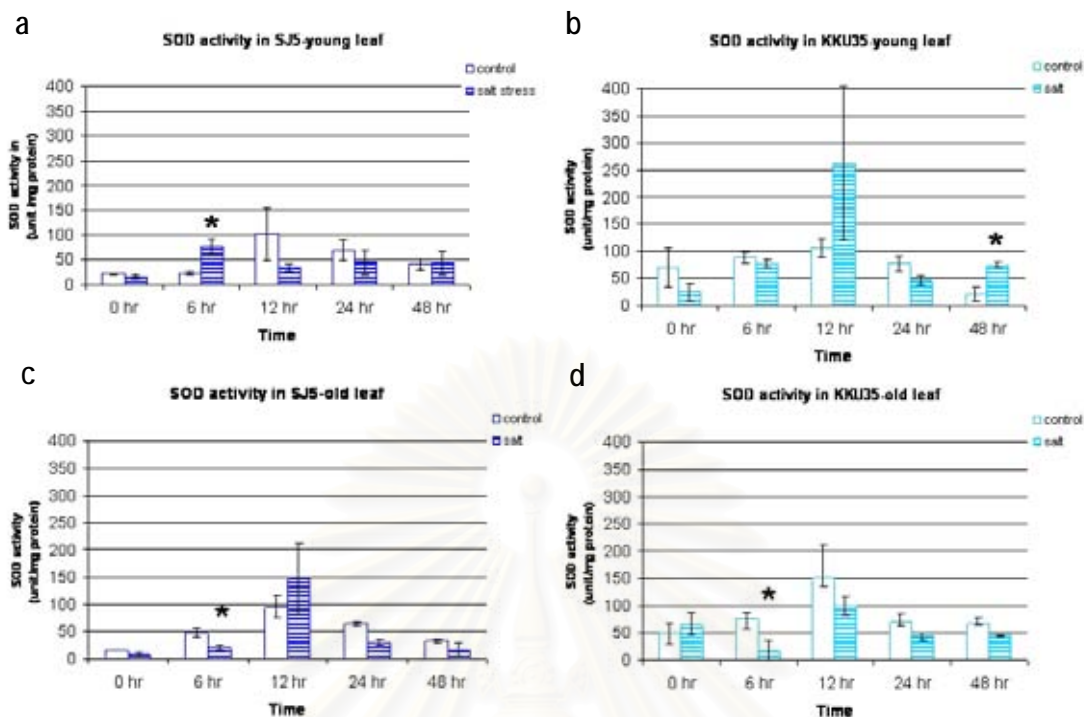 a
SOD activity in SJ5-young leaf
control
salt stress
SOD activity in
(unit/mg protein)
400
350
300
250
200
150
100
50
0
*
0 hr 6 hr 12 hr 24 hr 48 hr
Time
b
SOD activity in KKU35-young leaf
control
salt
SOD activity
(unit/mg protein)
400
350
300
250
200
150
100
50
0
*
0 hr 6 hr 12 hr 24 hr 48 hr
Time
c
SOD activity in SJ5-old leaf
control
salt
SOD activity
(unit/mg protein)
400
350
300
250
200
150
100
50
0
*
0 hr 6 hr 12 hr 24 hr 48 hr
Time
d
SOD activity in KKU35-old leaf
control
salt
SOD activity
(unit/mg protein)
400
350
300
250
200
150
100
50
0
*
0 hr 6 hr 12 hr 24 hr 48 hr
Time